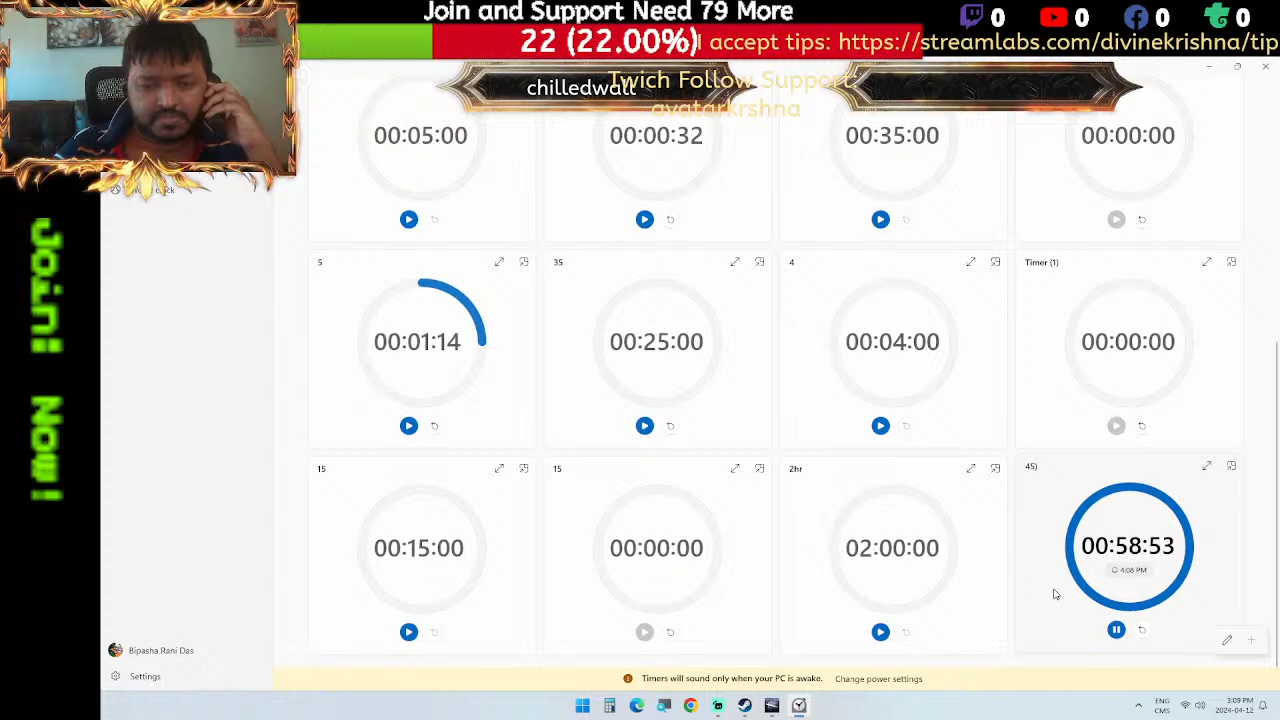 Join and Support Need 79 More
0 0 0 0
22 (22.00%)
I accept tips: https://streamlabs.com/divinekrishna/tip
chilledwall
Twich Follow Support
avatarkrshna
00:05:00 00:00:32 00:35:00 00:00:00
clock
Join! Now!
5 35 4 Timer (1)
00:01:14 00:25:00 00:04:00 00:00:00
15 15 2hr 45)
00:15:00 00:00:00 02:00:00 00:58:53
4:08 PM
Bipasha Rani Das
Settings
Timers will sound only when your PC is awake. Change power settings
ENG
CMS
3:09 PM
2024-04-12